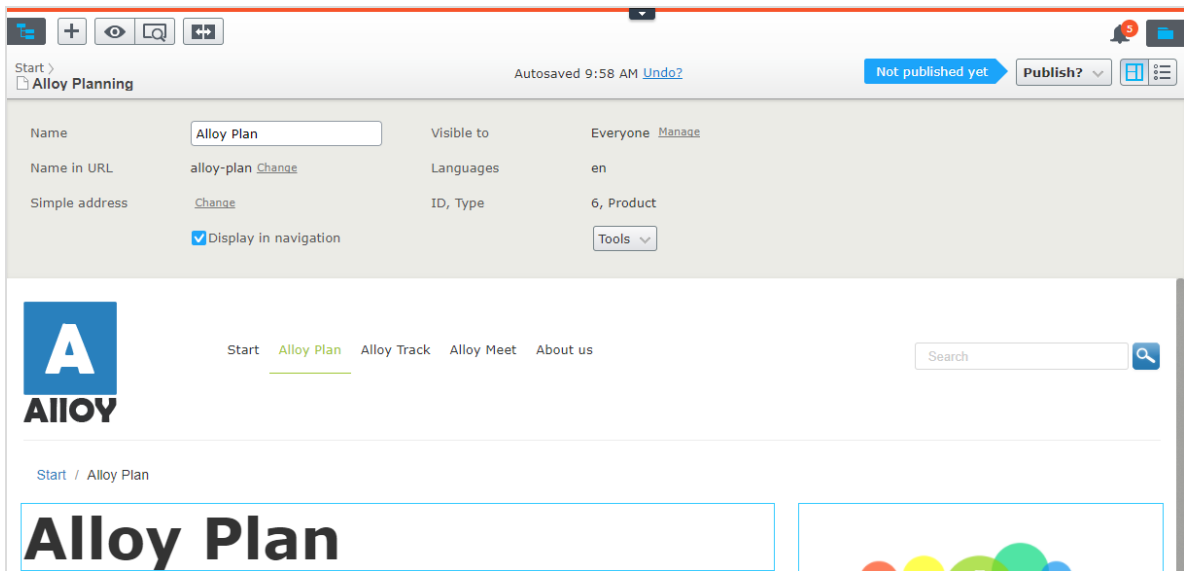 5
Start
Alloy Planning
Autosaved 9:58 AM Undo?
Not published yet
Publish?
Name Alloy Plan Visible to Everyone Manage
Name in URL alloy-plan Change Languages en
Simple address Change ID, Type 6, Product
Display in navigation Tools
A
AllOY
Start Alloy Plan Alloy Track Alloy Meet About us Search
Start / Alloy Plan
Alloy Plan